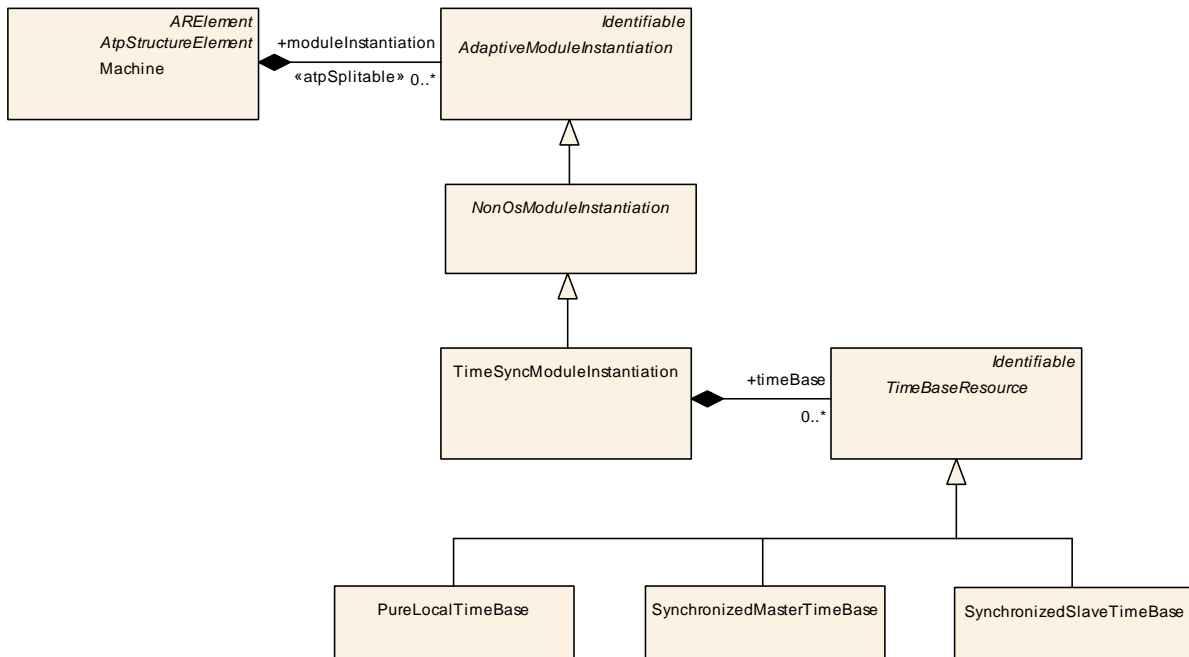 ARElement
AtpStructureElement
Machine
+moduleInstantiation
«atpSplitable» 0..*
Identifiable
AdaptiveModuleInstantiation
NonOsModuleInstantiation
TimeSyncModuleInstantiation
+timeBase
0..*
Identifiable
TimeBaseResource
PureLocalTimeBase
SynchronizedMasterTimeBase
SynchronizedSlaveTimeBase